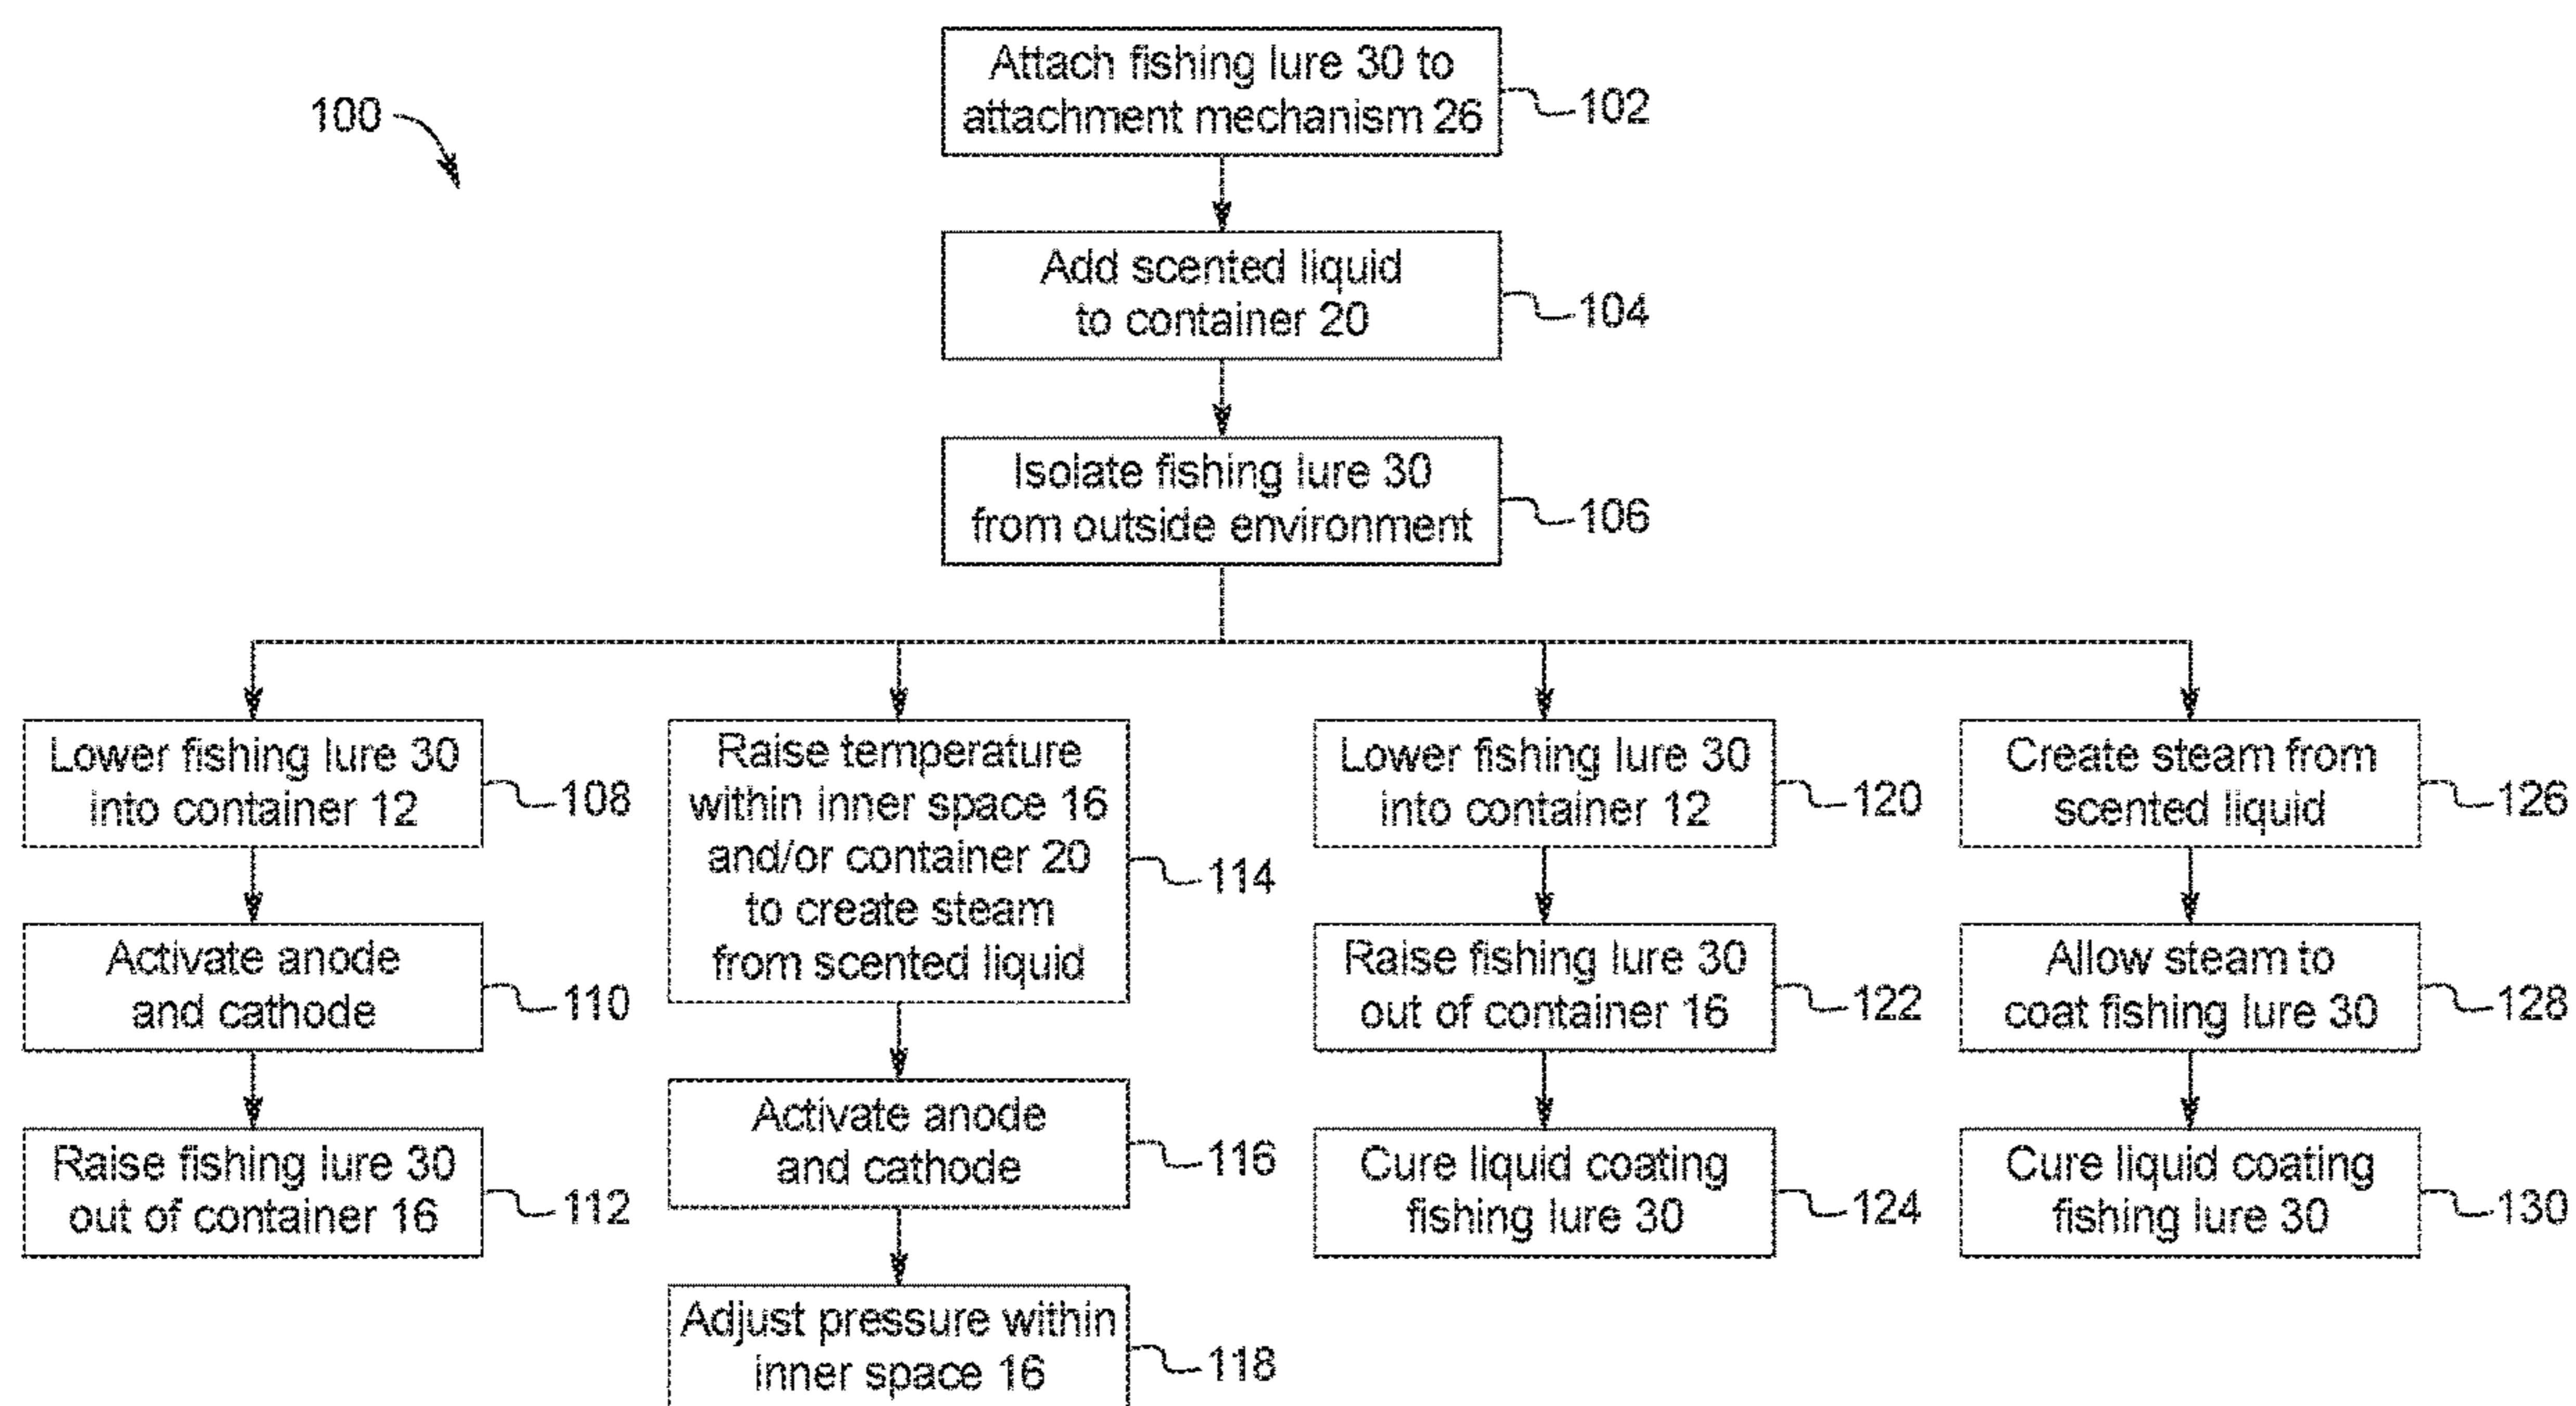 100
Attach fishing lure 30 to
attachment mechanism 26
102
Add scented liquid
to container 20
104
Isolate fishing lure 30
from outside environment
106
Lower fishing lure 30
into container 12
108
Activate anode
and cathode
110
Raise fishing lure 30
out of container 16
112
Raise temperature
within inner space 16
and/or container 20
to create steam
from scented liquid
114
Activate anode
and cathode
116
Adjust pressure within
inner space 16
118
Lower fishing lure 30
into container 12
120
Raise fishing lure 30
out of container 16
122
Cure liquid coating
fishing lure 30
124
Create steam from
scented liquid
126
Allow steam to
coat fishing lure 30
128
Cure liquid coating
fishing lure 30
130